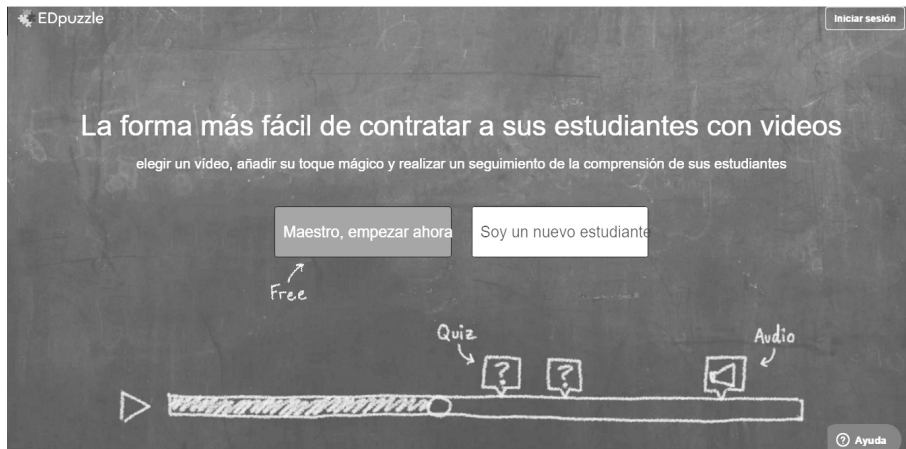 EDpuzzle
Iniciar sesión
La forma más fácil de contratar a sus estudiantes con videos
elegir un vídeo, añadir su toque mágico y realizar un seguimiento de la comprensión de sus estudiantes
Maestro, empezar ahora
Soy un nuevo estudiante
Free
Quiz
Audio
?
?
? Ayuda